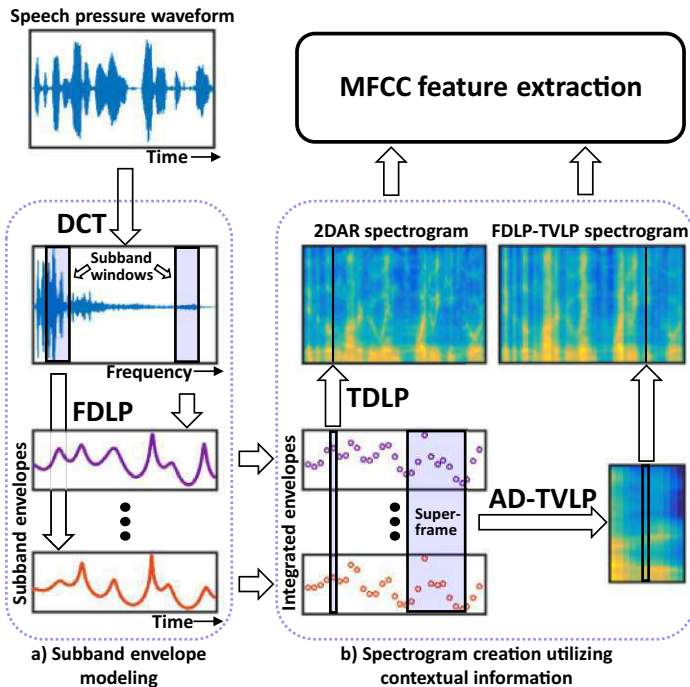 Speech pressure waveform
Time
MFCC feature extraction
DCT
Subband
windows
Frequency
FDLP
Subband envelopes
Time
a) Subband envelope
modeling
2DAR spectrogram
FDLP-TVLP spectrogram
TDLP
Integrated envelopes
Super-
frame
AD-TVLP
b) Spectrogram creation utilizing
contextual information